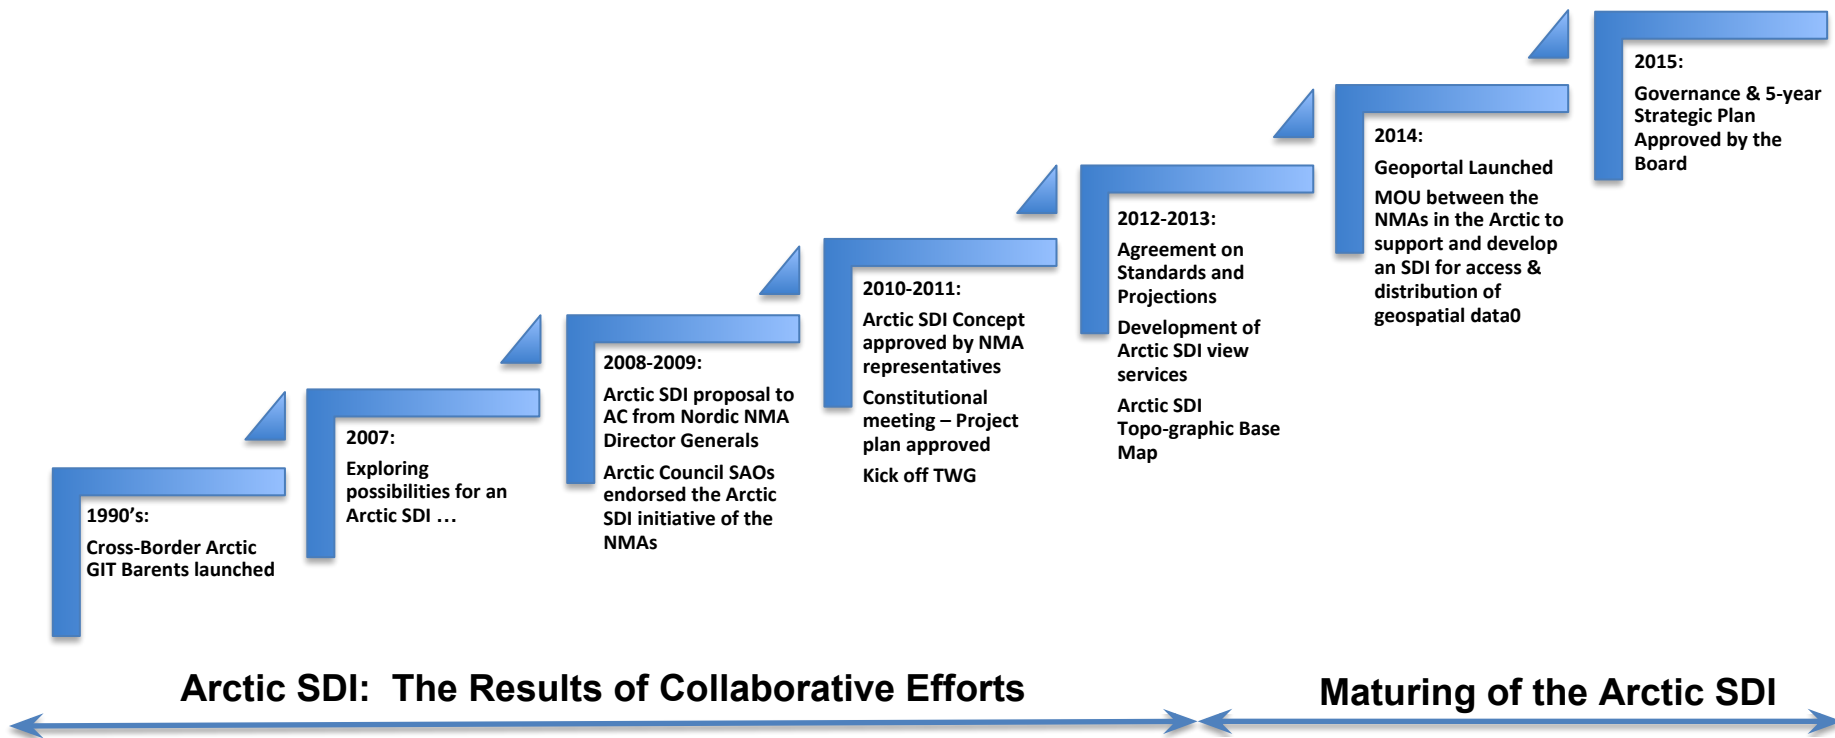 1990's:
Cross-Border Arctic
GIT Barents launched
2007:
Exploring
possibilities for an
Arctic SDI …
2008-2009:
Arctic SDI proposal to
AC from Nordic NMA
Director Generals
Arctic Council SAOs
endorsed the Arctic
SDI initiative of the
NMAs
2010-2011:
Arctic SDI Concept
approved by NMA
representatives
Constitutional
meeting – Project
plan approved
Kick off TWG
2012-2013:
Agreement on
Standards and
Projections
Development of
Arctic SDI view
services
Arctic SDI
Topo-graphic Base
Map
2014:
Geoportal Launched
MOU between the
NMAs in the Arctic to
support and develop
an SDI for access &
distribution of
geospatial data0
2015:
Governance & 5-year
Strategic Plan
Approved by the
Board
Arctic SDI:  The Results of Collaborative Efforts
Maturing of the Arctic SDI